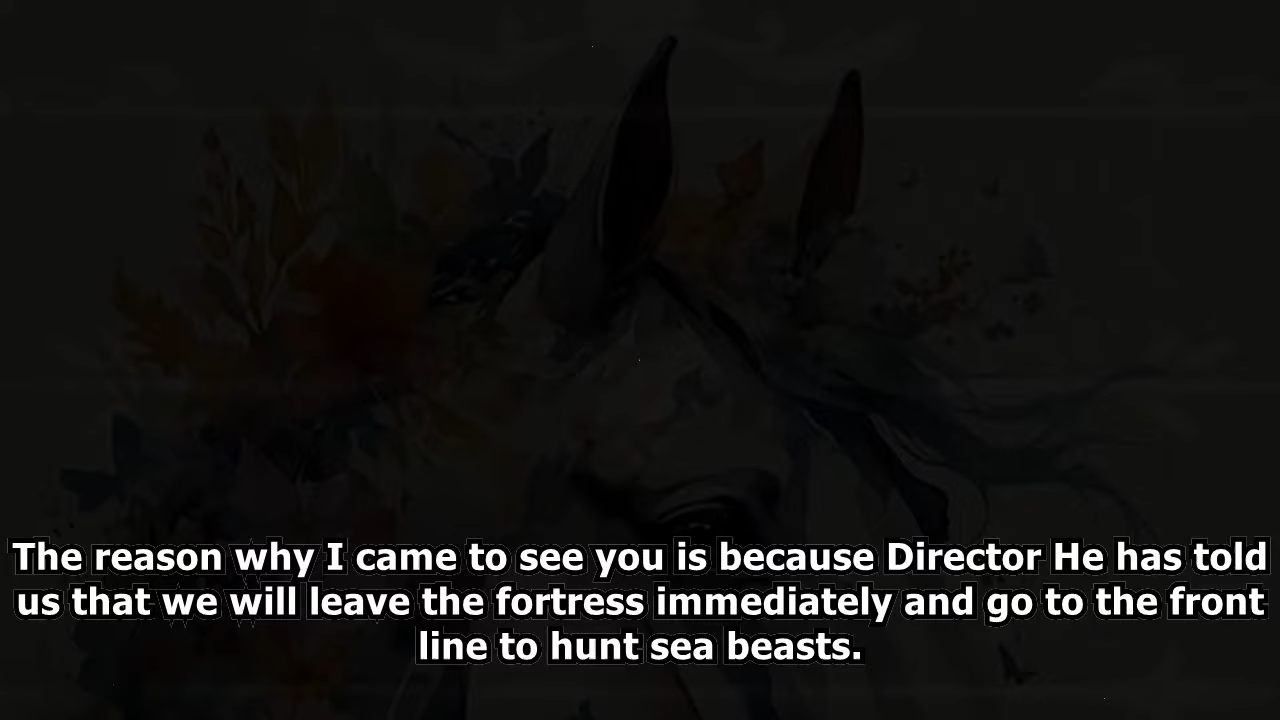 The reason why I came to see you is because Director He has told
us that we will leave the fortress immediately and go to the front
line to hunt sea beasts.